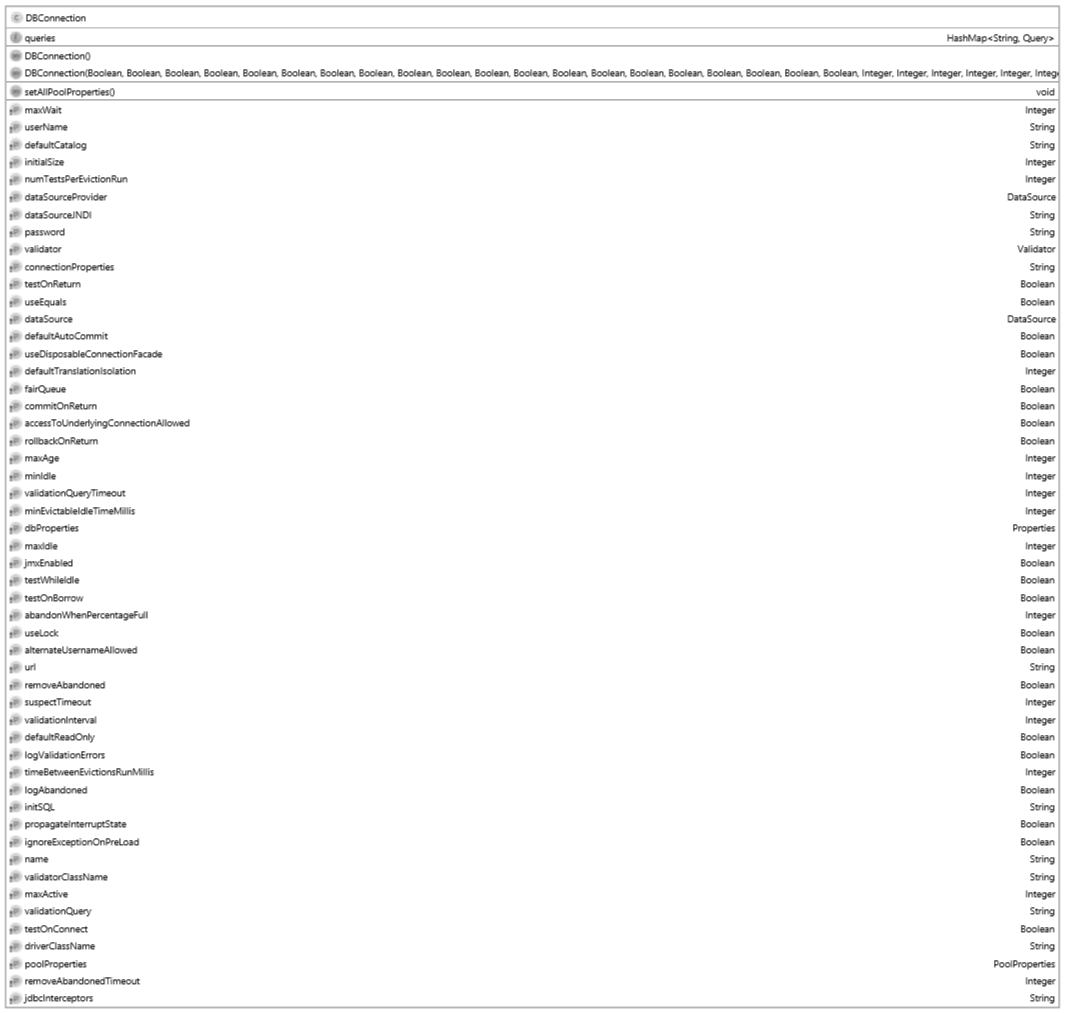 DBConnection
queries HashMap<String, Query>
DBConnection()
DBConnection(Boolean, Boolean, Boolean, Boolean, Boolean, Boolean, Boolean, Boolean, Boolean, Boolean, Boolean, Boolean, Boolean, Boolean, Boolean, Boolean, Boolean, Boolean, Boolean, Boolean, Integer, Integer, Integer, Integer, Integer, Integ
setAllPoolProperties() void
maxWait Integer
userName String
defaultCatalog String
initialSize Integer
numTestsPerEvictionRun Integer
dataSourceProvider DataSource
dataSourceJNDI String
password String
validator Validator
connectionProperties String
testOnReturn Boolean
useEquals Boolean
dataSource DataSource
defaultAutoCommit Boolean
useDisposableConnectionFacade Boolean
defaultTranslationIsolation Integer
fairQueue Boolean
commitOnReturn Boolean
accessToUnderlyingConnectionAllowed Boolean
rollbackOnReturn Boolean
maxAge Integer
minIdle Integer
validationQueryTimeout Integer
minEvictableIdleTimeMillis Integer
dbProperties Properties
maxIdle Integer
jmxEnabled Boolean
testWhileIdle Boolean
testOnBorrow Boolean
abandonWhenPercentageFull Integer
useLock Boolean
alternateUsernameAllowed Boolean
url String
removeAbandoned Boolean
suspectTimeout Integer
validationInterval Integer
defaultReadOnly Boolean
logValidationErrors Boolean
timeBetweenEvictionsRunMillis Integer
logAbandoned Boolean
initSQL String
propagateInterruptState Boolean
ignoreExceptionOnPreLoad Boolean
name String
validatorClassName String
maxActive Integer
validationQuery String
testOnConnect Boolean
driverClassName String
poolProperties PoolProperties
removeAbandonedTimeout Integer
jdbcInterceptors String